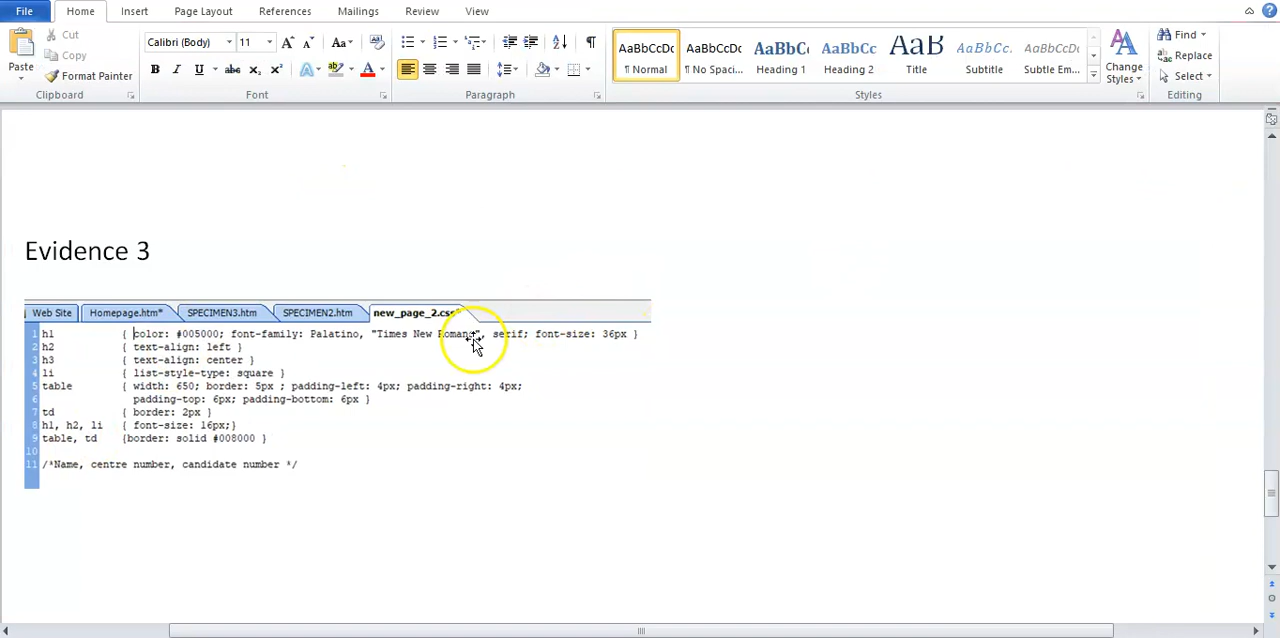 File Home Insert Page Layout References Mailings Review View
Paste
Cut
Copy
Format Painter
Clipboard
Calibri (Body) 11
Font
Paragraph
AaBbCcDc AaBbCcDc AaBbCc AaBbCc AaB AaBbCc. AaBbCcDc
¶ Normal ¶ No Spaci... Heading 1 Heading 2 Title Subtitle Subtle Em...
Change Styles
Styles
Find
Replace
Select
Editing
Evidence 3
Web Site Homepage.htm* SPECIMEN3.htm SPECIMEN2.htm new_page_2.css*
1 h1 { color: #005000; font-family: Palatino, "Times New Romans", serif; font-size: 36px }
2 h2 { text-align: left }
3 h3 { text-align: center }
4 li { list-style-type: square }
5 table { width: 650; border: 5px ; padding-left: 4px; padding-right: 4px;
6 padding-top: 6px; padding-bottom: 6px }
7 td { border: 2px }
8 h1, h2, li { font-size: 16px;}
9 table, td {border: solid #008000 }
10
11 /*Name, centre number, candidate number */